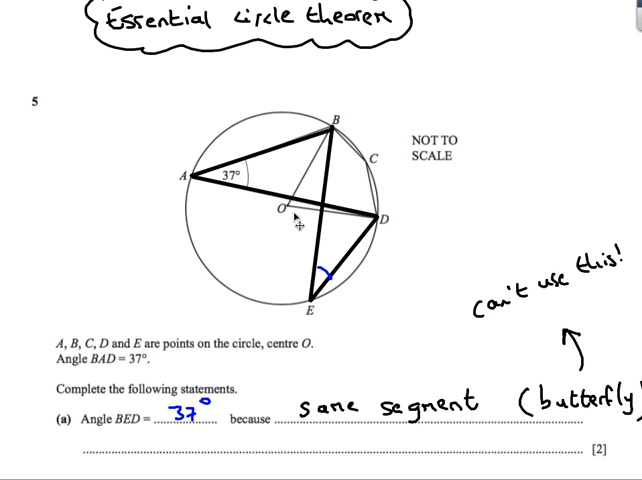 Essential circle theorem
5
B
NOT TO
SCALE
C
A
37°
O
D
E
can't use this!
A, B, C, D and E are points on the circle, centre O.
Angle BAD = 37°.
Complete the following statements.
(a) Angle BED = 37° because same segment (butterfly)
[2]